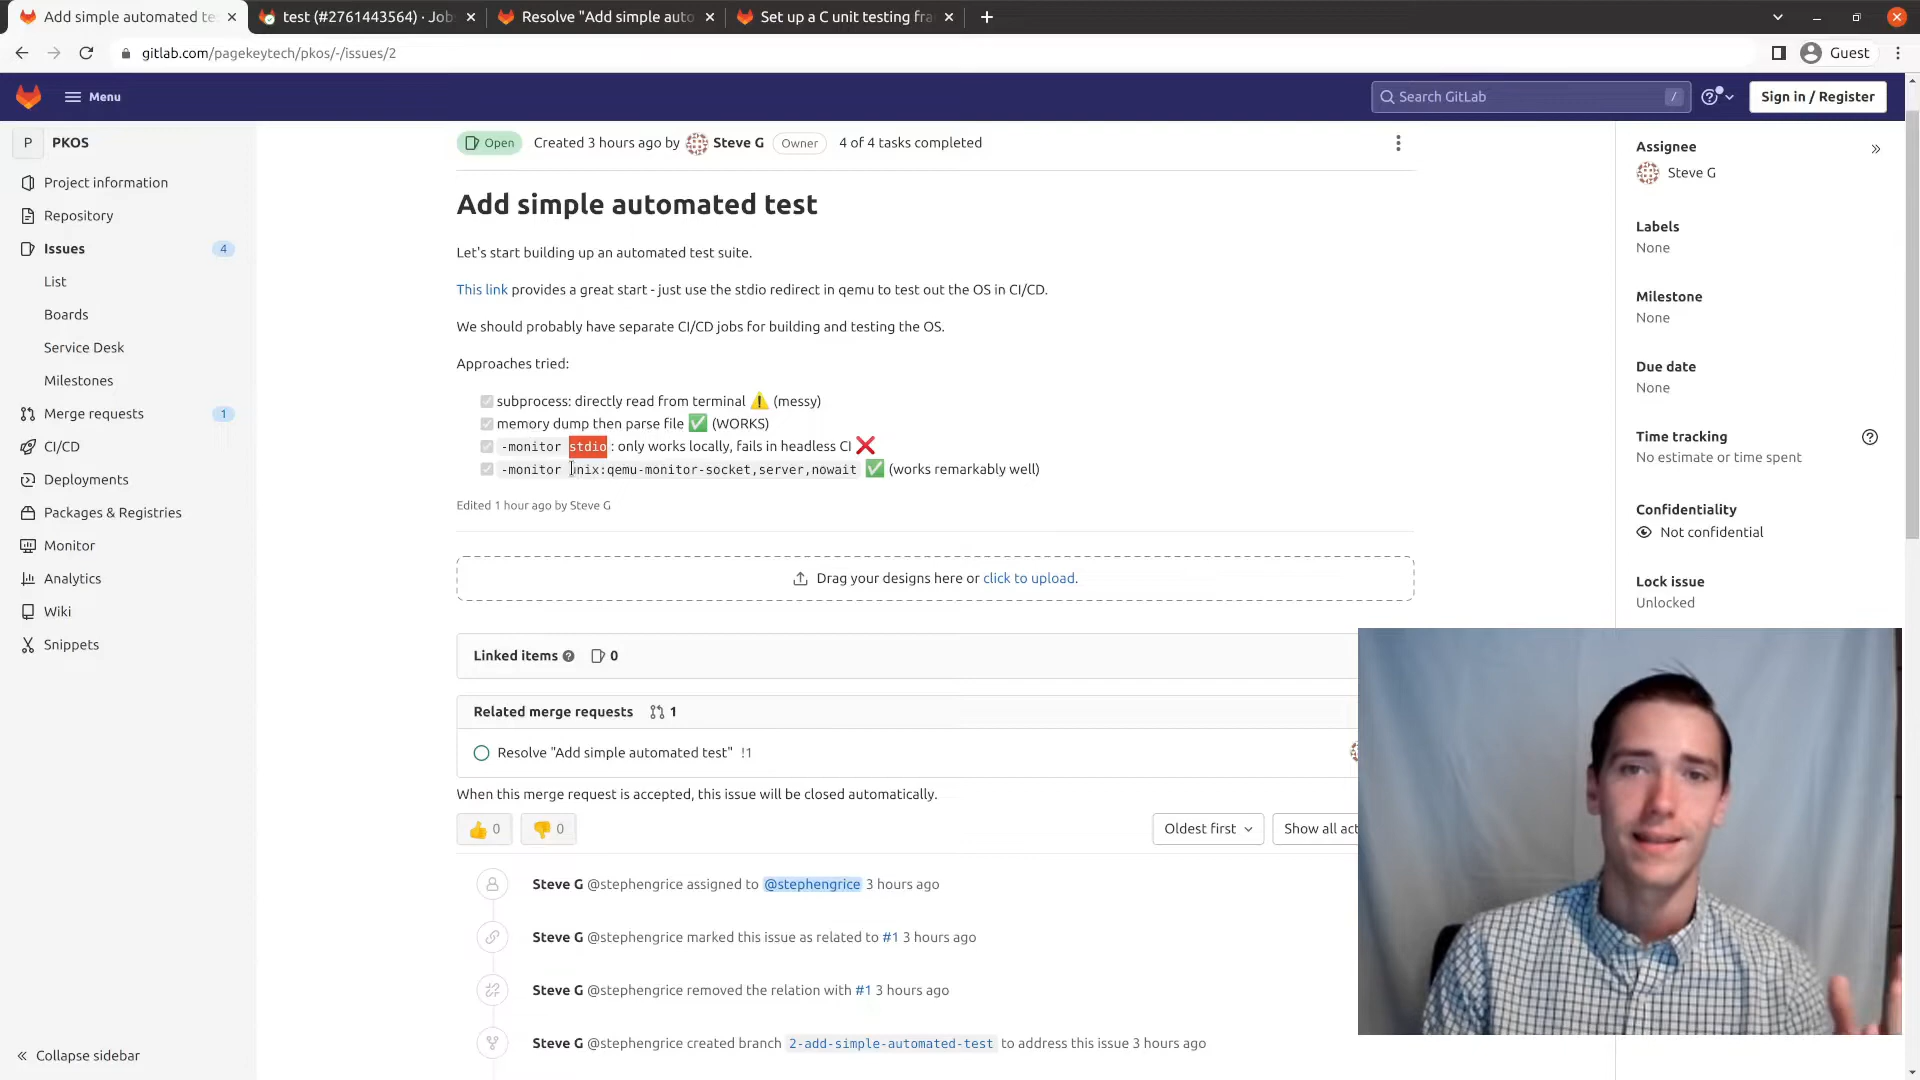 Add simple automated te
test (#2761443564) · Job
Resolve "Add simple auto
Set up a C unit testing fra
gitlab.com/pagekeytech/pkos/-/issues/2
Guest
Menu
Search GitLab
/
Sign in / Register
P PKOS
Project information
Repository
Issues 4
List
Boards
Service Desk
Milestones
Merge requests 1
CI/CD
Deployments
Packages & Registries
Monitor
Analytics
Wiki
Snippets
Collapse sidebar
Open Created 3 hours ago by Steve G Owner 4 of 4 tasks completed
Add simple automated test
Let's start building up an automated test suite.
This link provides a great start - just use the stdio redirect in qemu to test out the OS in CI/CD.
We should probably have separate CI/CD jobs for building and testing the OS.
Approaches tried:
subprocess: directly read from terminal ⚠️ (messy)
memory dump then parse file ✅ (WORKS)
-monitor stdio : only works locally, fails in headless CI ❌
-monitor unix:qemu-monitor-socket,server,nowait ✅ (works remarkably well)
Edited 1 hour ago by Steve G
Drag your designs here or click to upload.
Linked items 0
Related merge requests 1
Resolve "Add simple automated test" !1
When this merge request is accepted, this issue will be closed automatically.
👍 0 👎 0
Oldest first
Show all act
Steve G @stephengrice assigned to @stephengrice 3 hours ago
Steve G @stephengrice marked this issue as related to #1 3 hours ago
Steve G @stephengrice removed the relation with #1 3 hours ago
Steve G @stephengrice created branch 2-add-simple-automated-test to address this issue 3 hours ago
Assignee
Steve G
Labels
None
Milestone
None
Due date
None
Time tracking
No estimate or time spent
Confidentiality
Not confidential
Lock issue
Unlocked